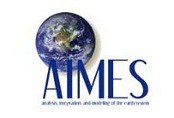 AIMES
analysis, integration and modeling of the earth system